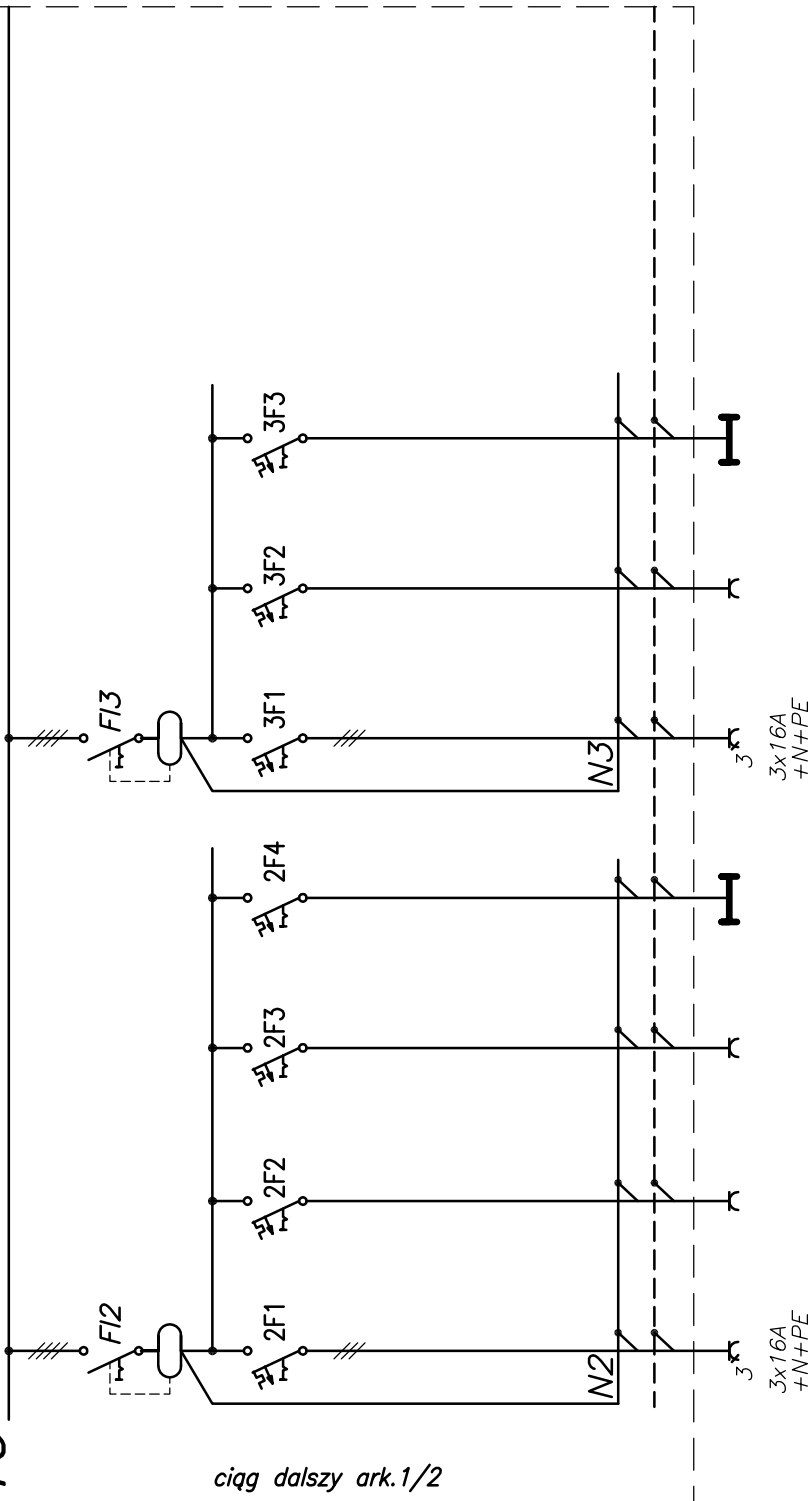 FI3
3F1
3F2
3F3
N3
3
3x16A
+N+PE
FI2
2F1
2F2
2F3
2F4
N2
3
3x16A
+N+PE
ciąg dalszy ark.1/2